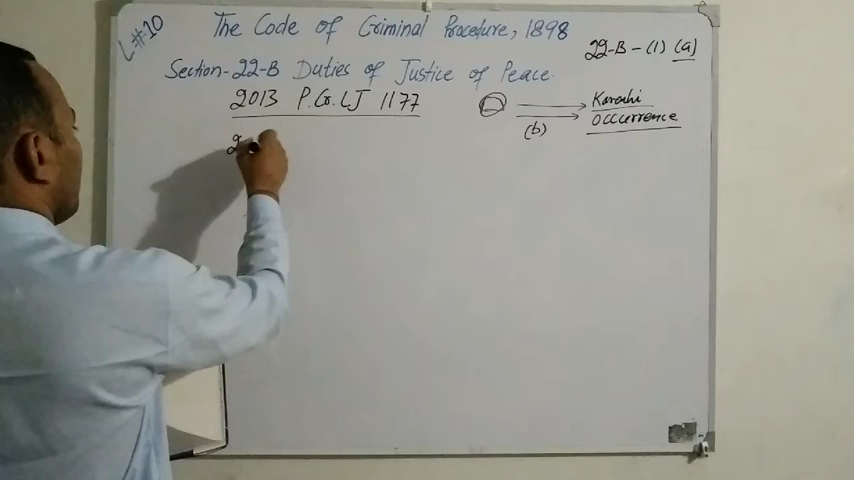 L#:10
The Code of Criminal Procedure, 1898
22-B-(1) (a)
Section-22-B Duties of Justice of Peace.
2013 P.Cr.LJ 1177
Karachi
occurrence
(b)
2